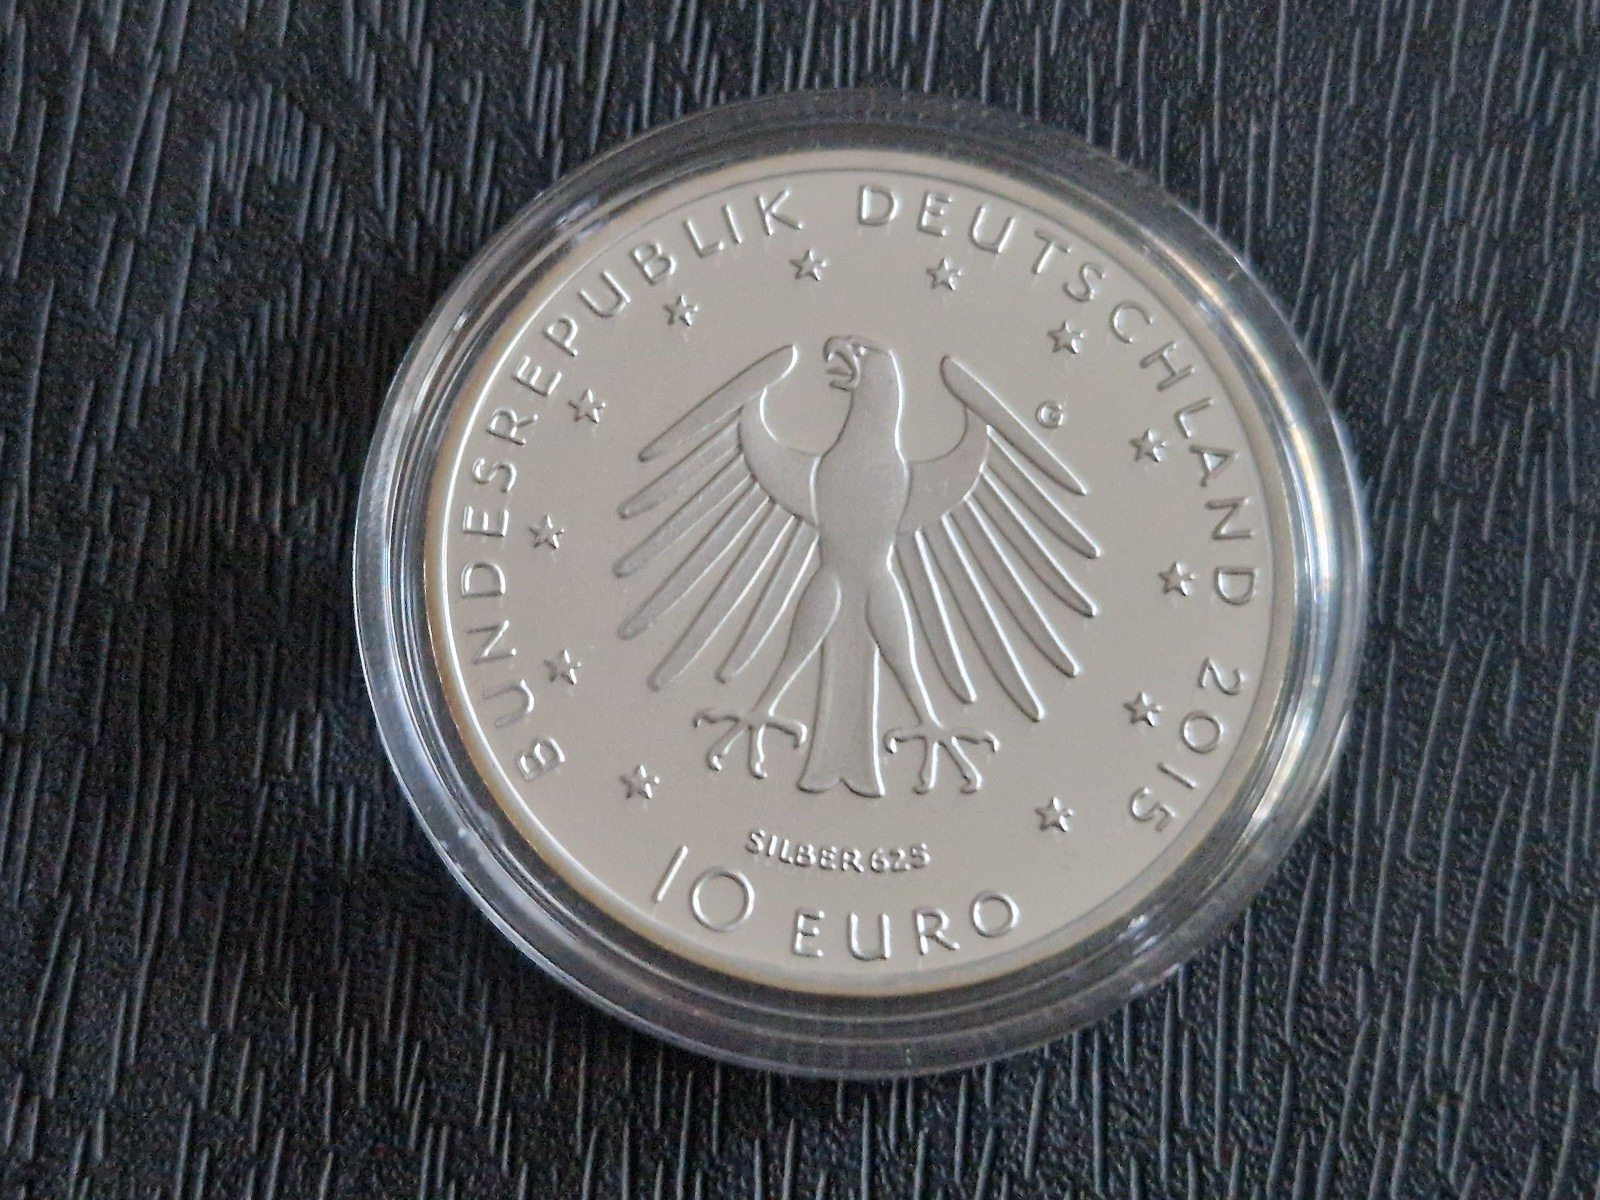 BUNDESREPUBLIK DEUTSCHLAND 2015
G
SILBER 625
10 EURO